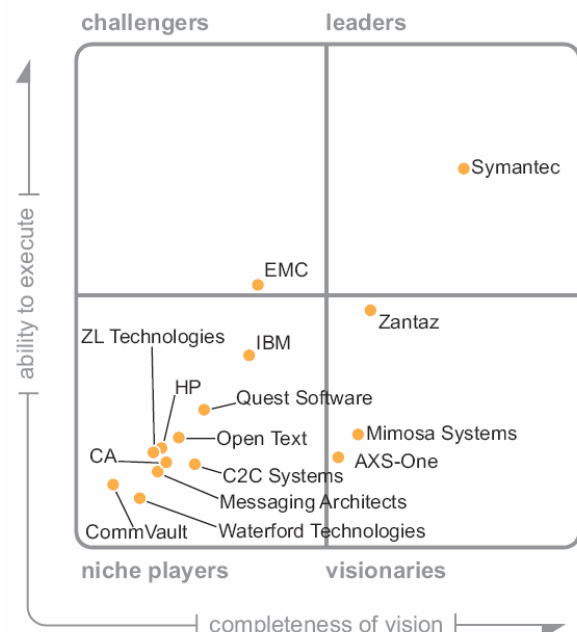 challengers
leaders
Symantec
EMC
Zantaz
ZL Technologies
IBM
HP
Quest Software
Open Text
Mimosa Systems
CA
C2C Systems
AXS-One
Messaging Architects
CommVault
Waterford Technologies
niche players
visionaries
ability to execute
completeness of vision